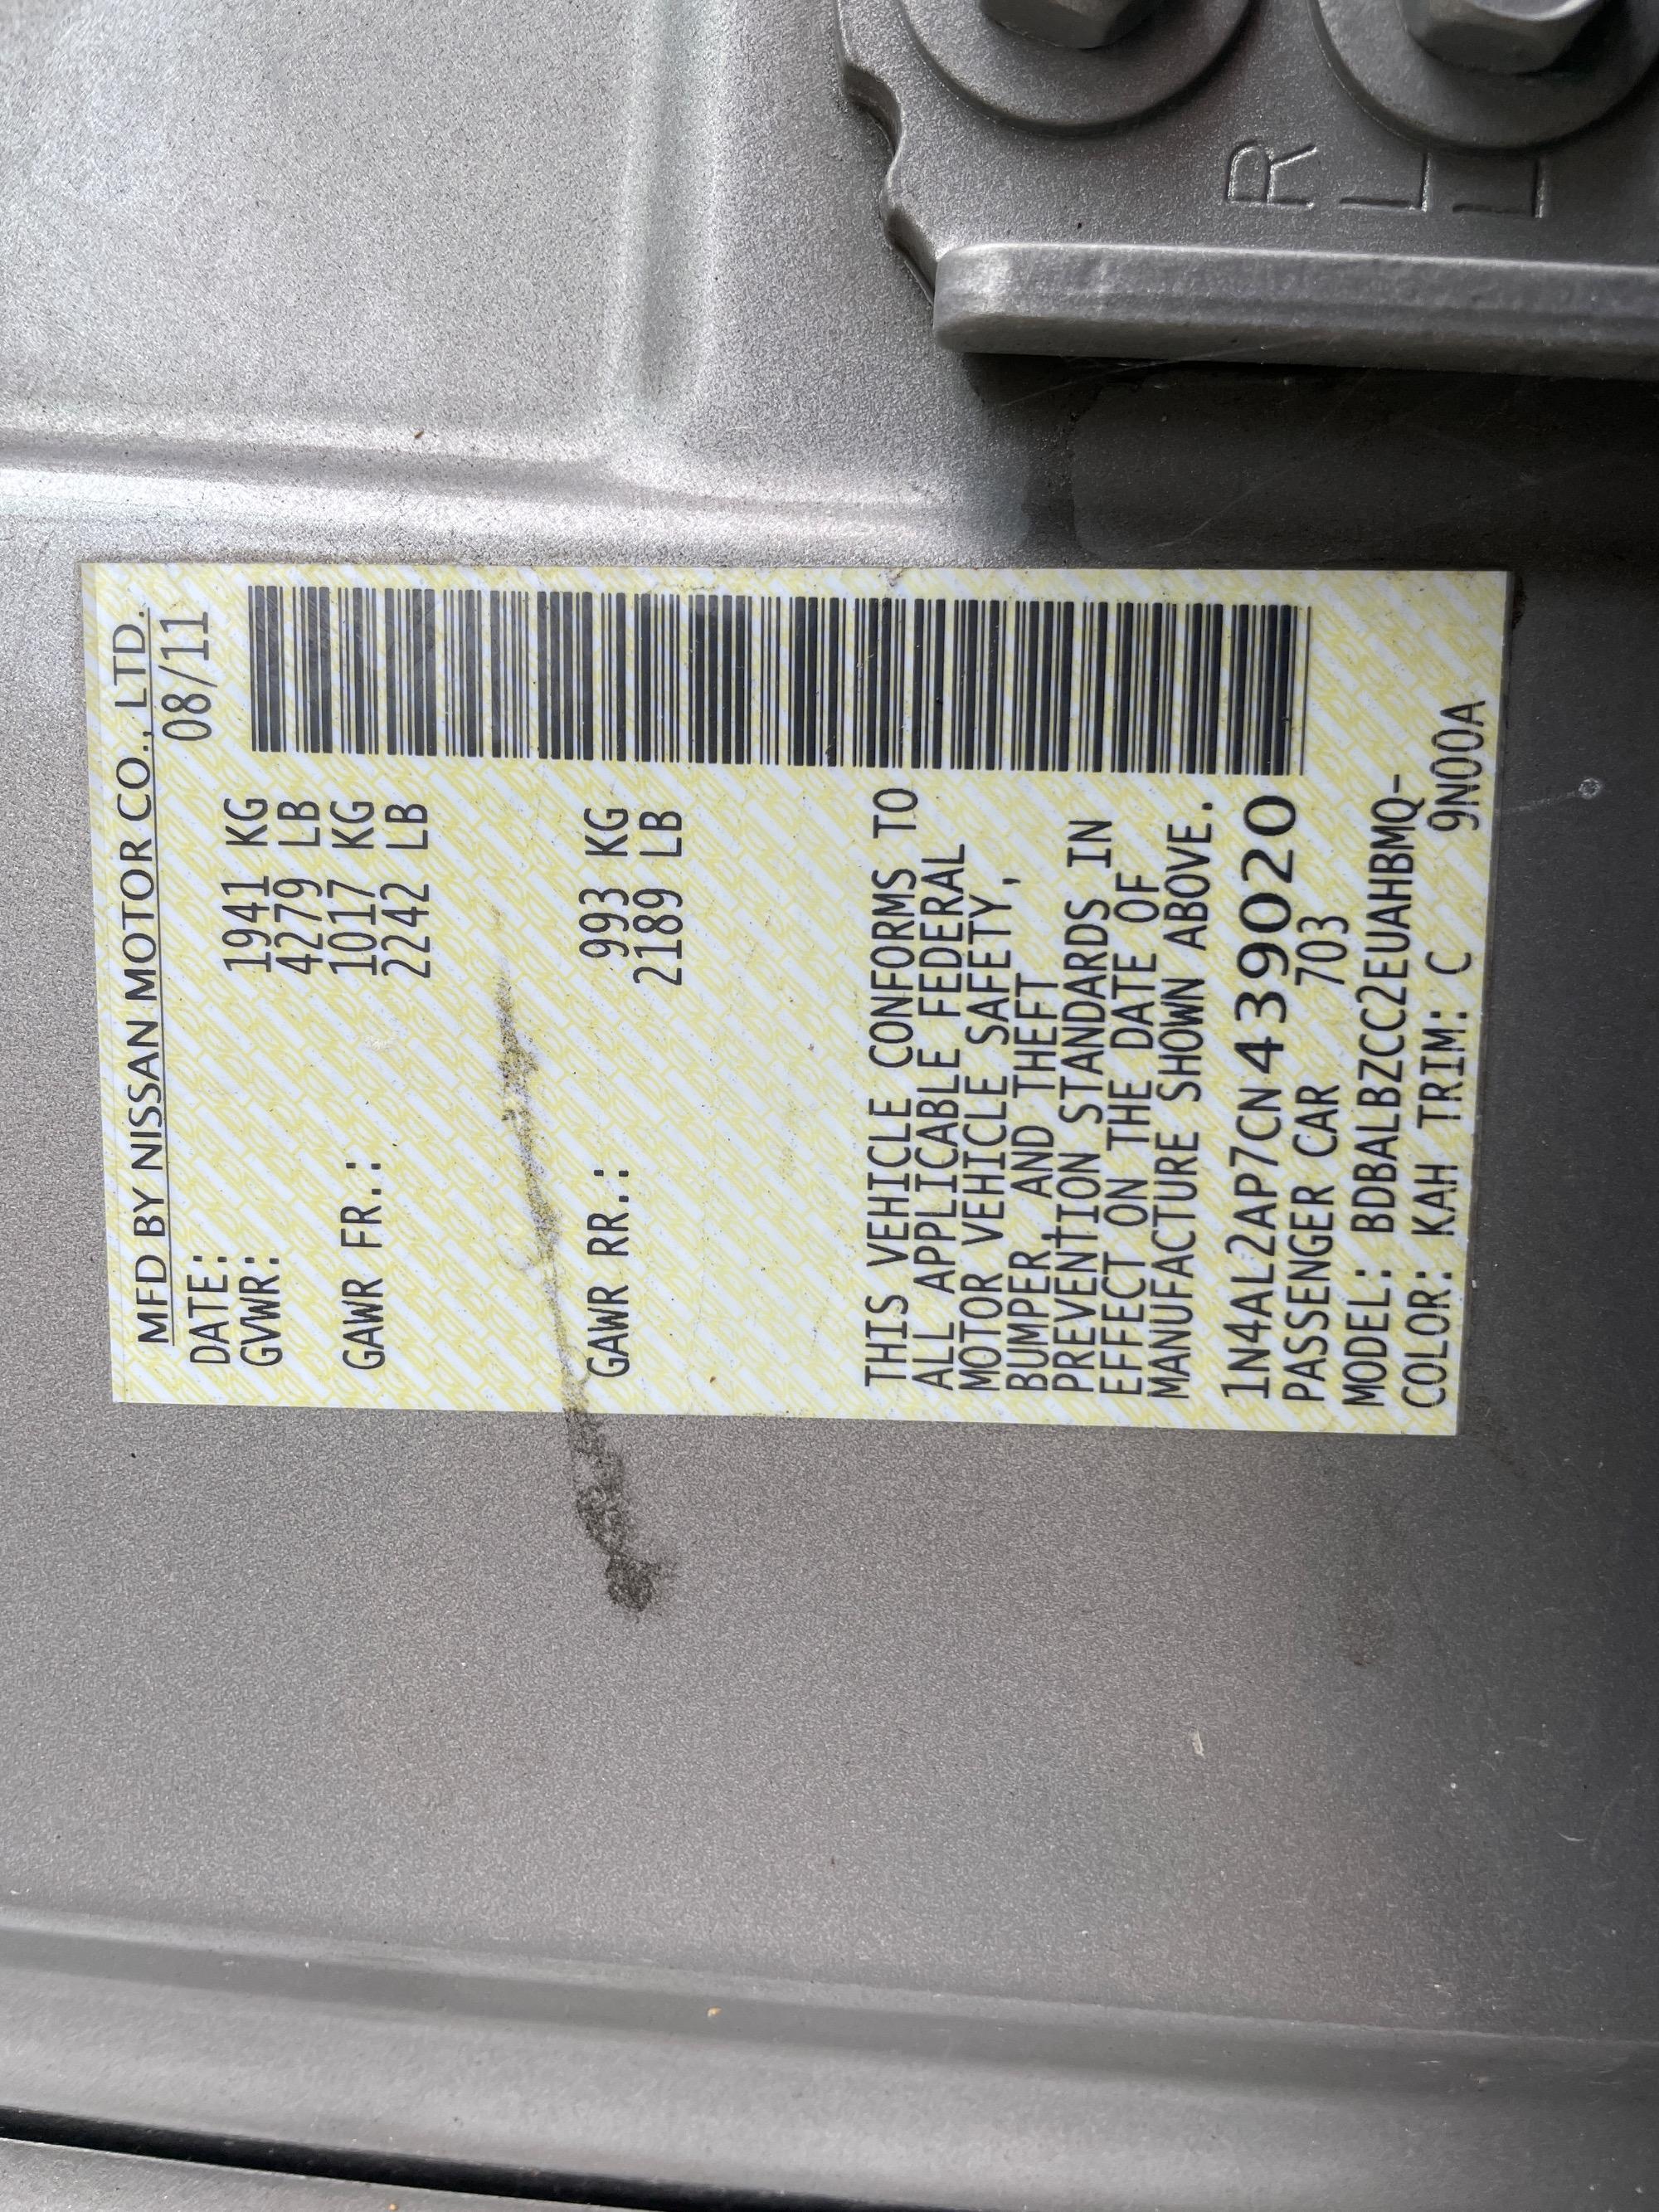 MFD BY NISSAN MOTOR CO., LTD.
DATE: 08/11
GVWR: 1941 KG
4279 LB
GAWR FR.: 1017 KG
2242 LB
GAWR RR.: 993 KG
2189 LB
THIS VEHICLE CONFORMS TO
ALL APPLICABLE FEDERAL
MOTOR VEHICLE SAFETY,
BUMPER, AND THEFT
PREVENTION STANDARDS IN
EFFECT ON THE DATE OF
MANUFACTURE SHOWN ABOVE.
1N4AL2AP7CN439020
PASSENGER CAR 703
MODEL: BDBALBZCC2EUAHBMQ-
COLOR: KAH TRIM: C 9N00A
R
L
L